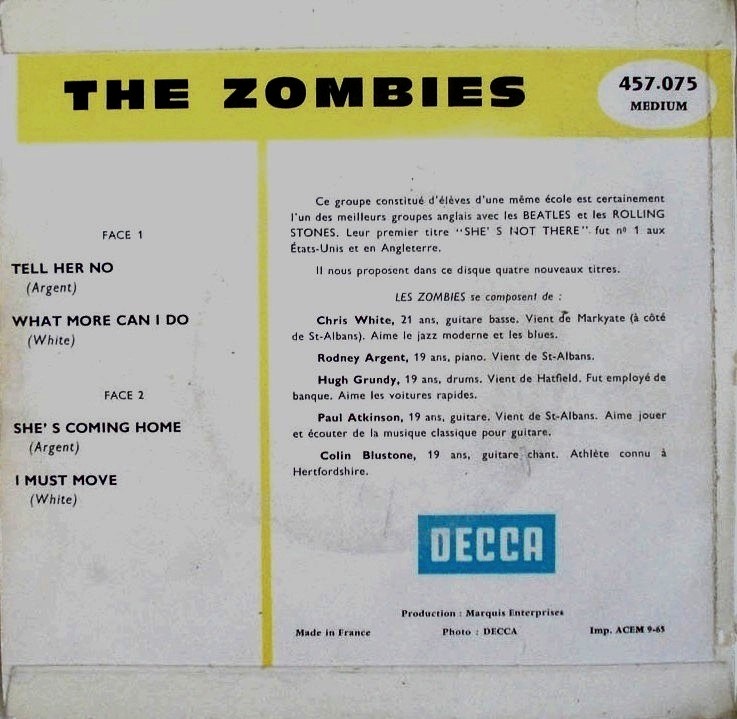 THE ZOMBIES
457.075
MEDIUM
FACE 1
TELL HER NO
(Argent)
WHAT MORE CAN I DO
(White)
FACE 2
SHE' S COMING HOME
(Argent)
I MUST MOVE
(White)
Ce groupe constitué d'élèves d'une même école est certainement
l'un des meilleurs groupes anglais avec les BEATLES et les ROLLING
STONES. Leur premier titre "SHE' S NOT THERE" fut nº 1 aux
États-Unis et en Angleterre.
Il nous proposent dans ce disque quatre nouveaux titres.
LES ZOMBIES se composent de :
Chris White, 21 ans, guitare basse. Vient de Markyate (à côté
de St-Albans). Aime le jazz moderne et les blues.
Rodney Argent, 19 ans, piano. Vient de St-Albans.
Hugh Grundy, 19 ans, drums. Vient de Hatfield. Fut employé de
banque. Aime les voitures rapides.
Paul Atkinson, 19 ans, guitare. Vient de St-Albans. Aime jouer
et écouter de la musique classique pour guitare.
Colin Blustone, 19 ans, guitare chant. Athlète connu à
Hertfordshire.
DECCA
Production : Marquis Enterprises
Made in France
Photo : DECCA
Imp. ACEM 9-65